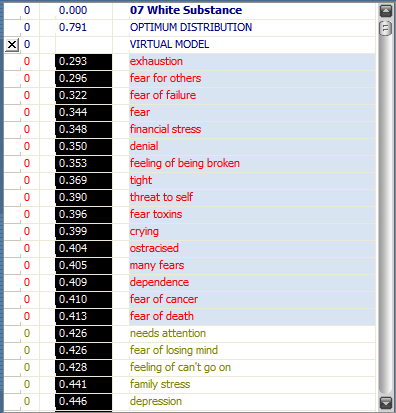 0 0.000 07 White Substance
0 0.791 OPTIMUM DISTRIBUTION
0 VIRTUAL MODEL
0 0.293 exhaustion
0 0.296 fear for others
0 0.322 fear of failure
0 0.344 fear
0 0.348 financial stress
0 0.350 denial
0 0.353 feeling of being broken
0 0.369 tight
0 0.390 threat to self
0 0.396 fear toxins
0 0.399 crying
0 0.404 ostracised
0 0.405 many fears
0 0.409 dependence
0 0.410 fear of cancer
0 0.413 fear of death
0 0.426 needs attention
0 0.426 fear of losing mind
0 0.428 feeling of can't go on
0 0.441 family stress
0 0.446 depression